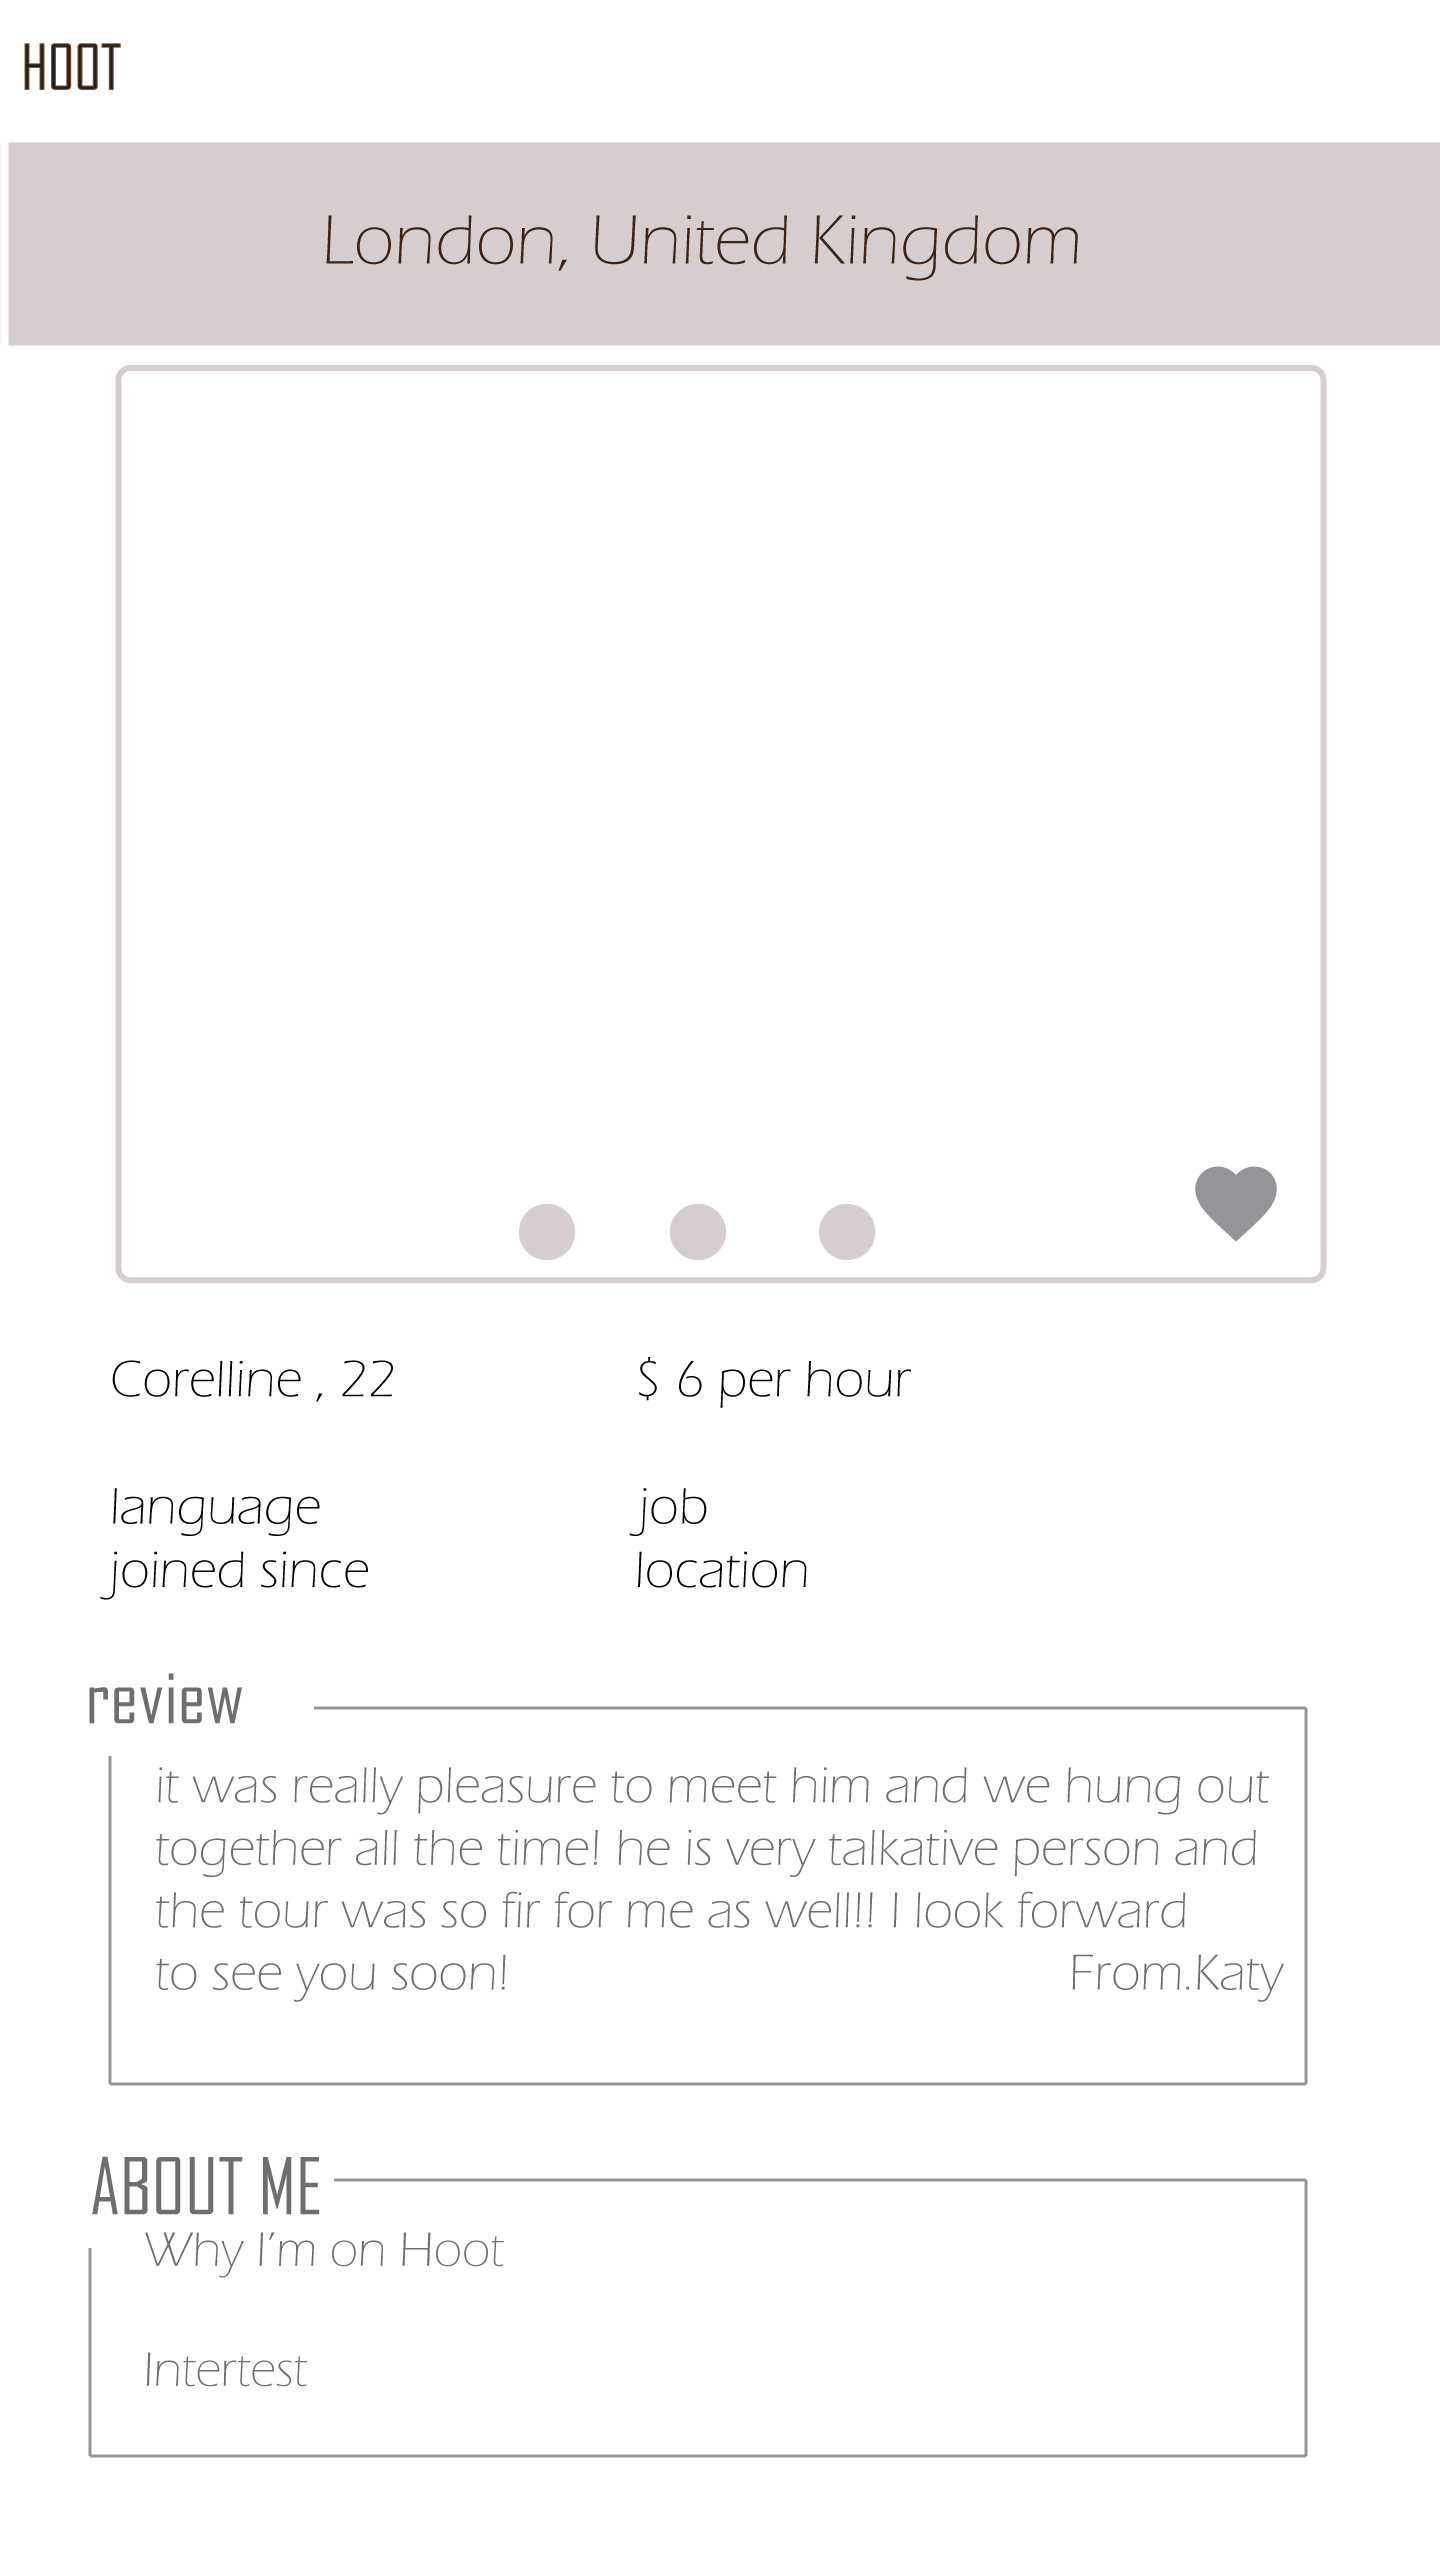 HOOT
London, United Kingdom
Corelline , 22
$ 6 per hour
language
job
joined since
location
review
it was really pleasure to meet him and we hung out
together all the time! he is very talkative person and
the tour was so fir for me as well!!! I look forward
to see you soon! From.Katy
ABOUT ME
Why I'm on Hoot
Intertest